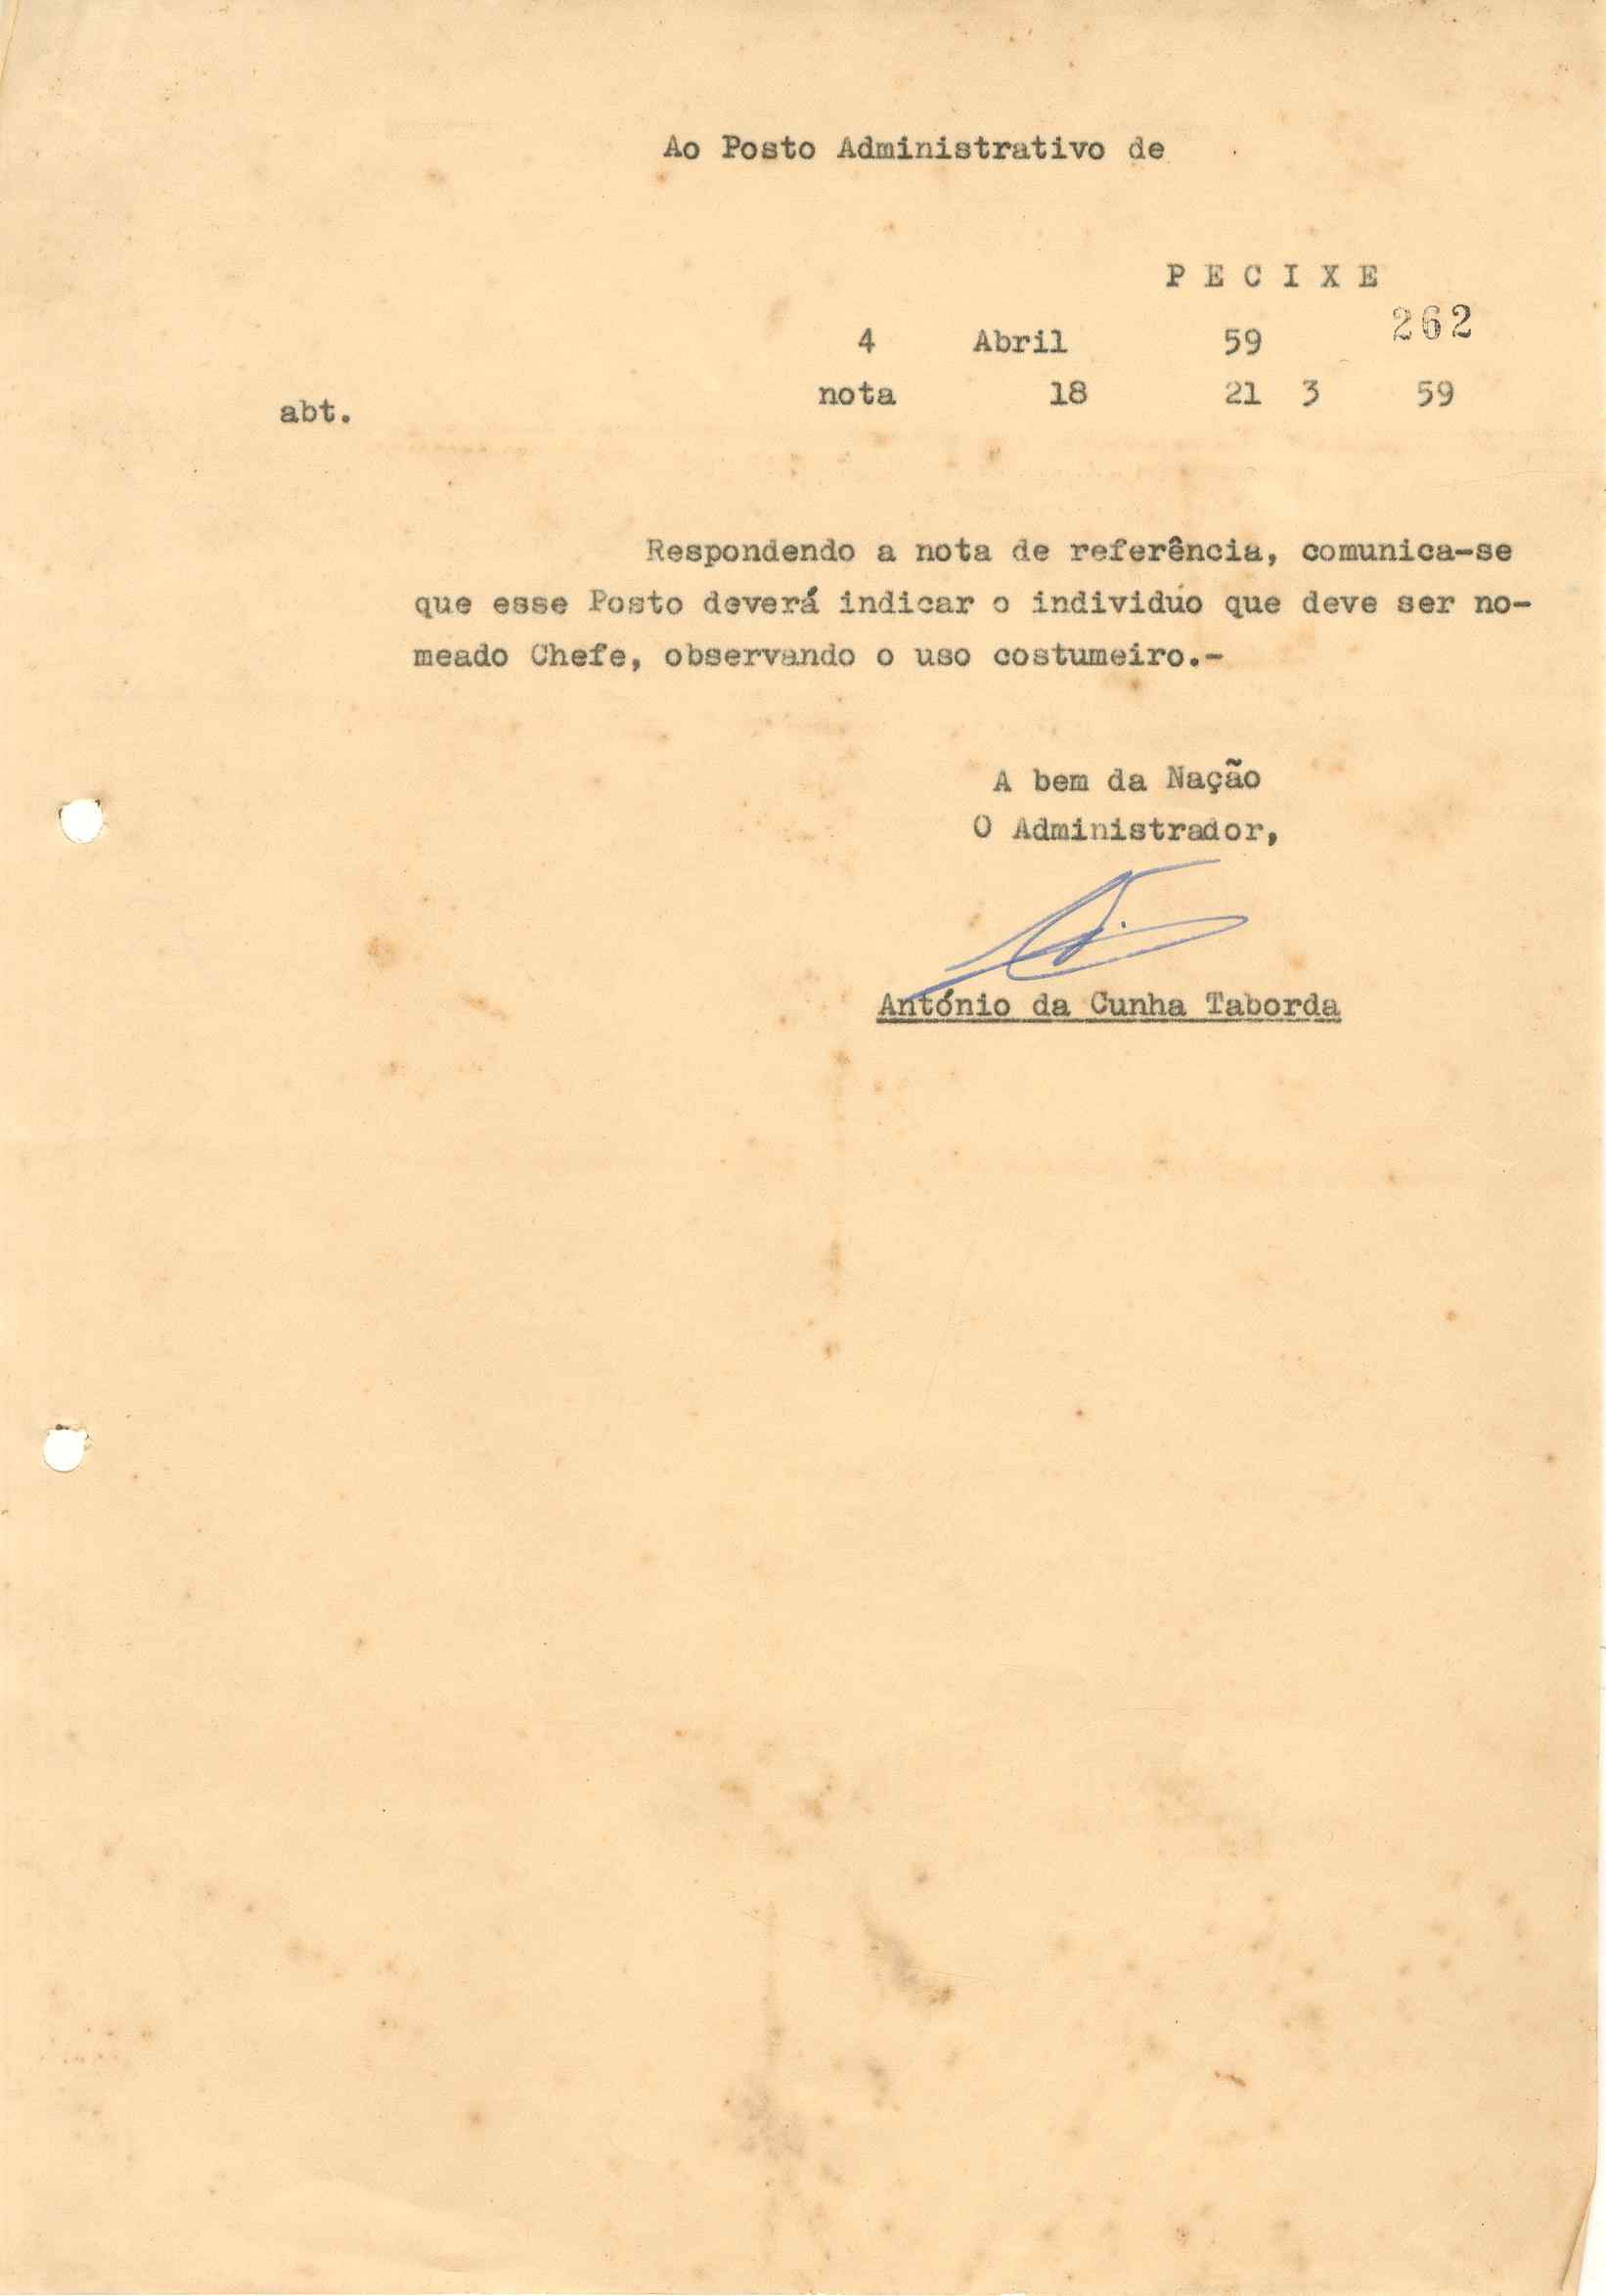 Ao Posto Administrativo de
P E C I X E
262
4 Abril 59
nota 18 21 3 59
abt.
Respondendo a nota de referência, comunica-se
que esse Posto deverá indicar o individúo que deve ser no-
meado Chefe, observando o uso costumeiro.-
A bem da Nação
O Administrador,
António da Cunha Taborda